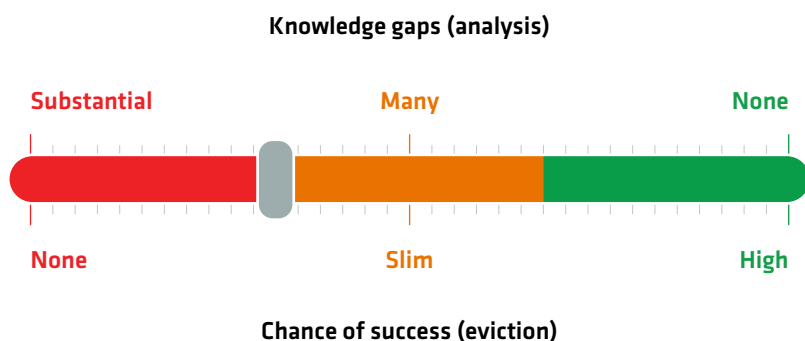 Knowledge gaps (analysis)
Substantial Many None
None Slim High
Chance of success (eviction)